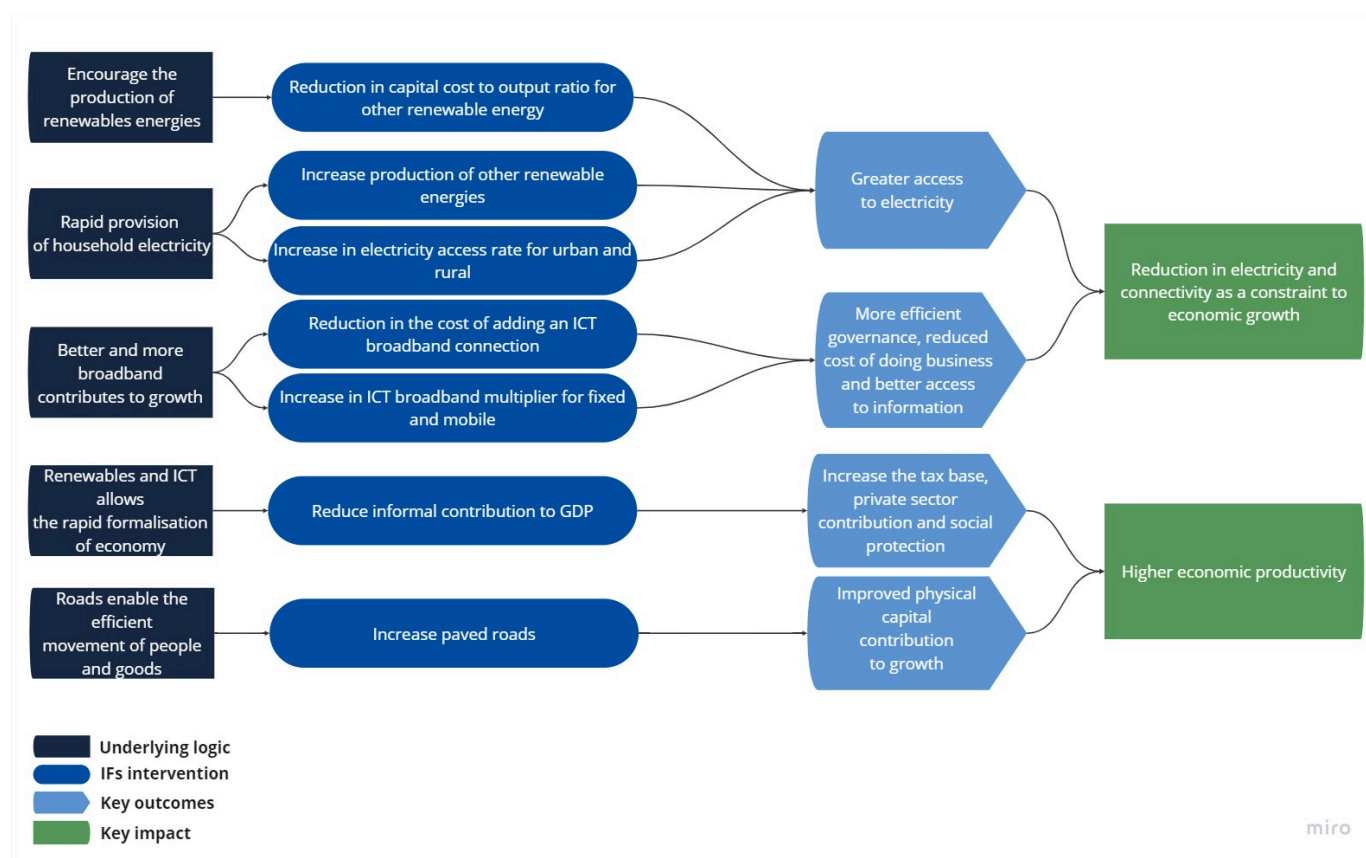 Encourage the
production of
renewables energies
Reduction in capital cost to output ratio for
other renewable energy
Rapid provision
of household electricity
Increase production of other renewable
energies
Increase in electricity access rate for urban and
rural
Greater access
to electricity
Better and more
broadband
contributes to growth
Reduction in the cost of adding an ICT
broadband connection
Increase in ICT broadband multiplier for fixed
and mobile
More efficient
governance, reduced
cost of doing business
and better access
to information
Reduction in electricity and
connectivity as a constraint to
economic growth
Renewables and ICT
allows
the rapid formalisation
of economy
Reduce informal contribution to GDP
Increase the tax base,
private sector
contribution and social
protection
Roads enable the
efficient
movement of people
and goods
Increase paved roads
Improved physical
capital
contribution
to growth
Higher economic productivity
Underlying logic
IFs intervention
Key outcomes
Key impact
miro